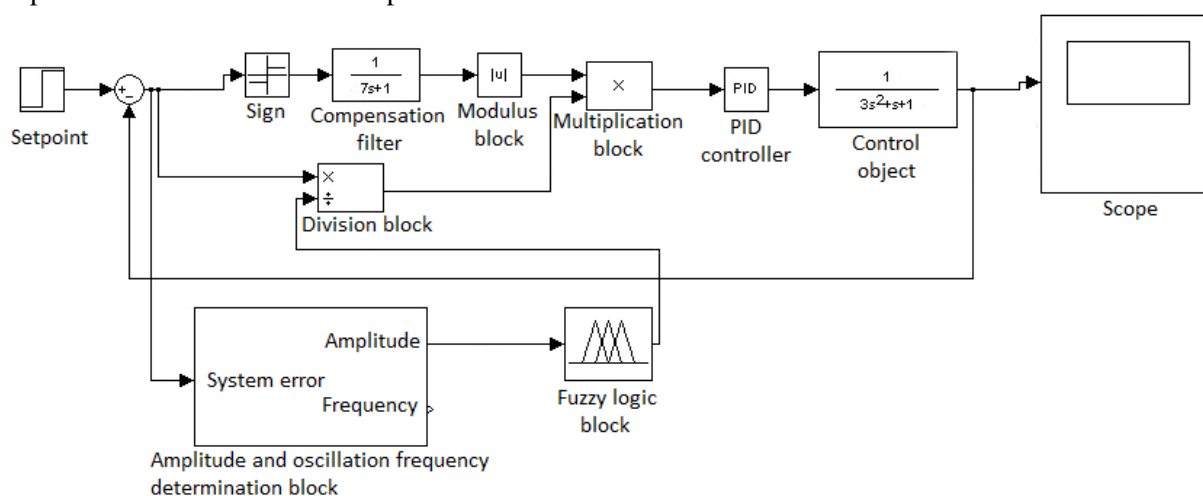 Setpoint
+
-
Sign
1
7s+1
Compensation
filter
|u|
Modulus
block
×
Multiplication
block
PID
PID
controller
1
3s²+s+1
Control
object
Scope
×
÷
Division block
Amplitude
System error
Frequency
Amplitude and oscillation frequency
determination block
Fuzzy logic
block